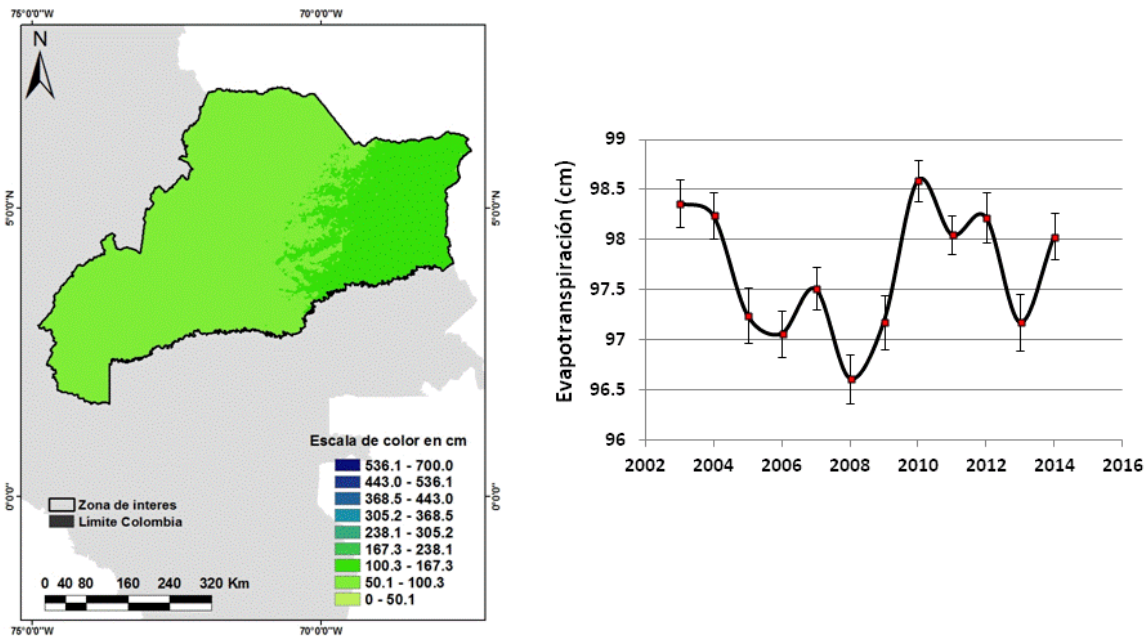 75°0'0"W 70°0'0"W
N
5°0'0"N 5°0'0"N
0°0'0" 0°0'0"
Escala de color en cm
536.1 - 700.0
443.0 - 536.1
368.5 - 443.0
305.2 - 368.5
238.1 - 305.2
167.3 - 238.1
100.3 - 167.3
50.1 - 100.3
0 - 50.1
Zona de interes
Limite Colombia
0 40 80 160 240 320 Km
75°0'0"W 70°0'0"W
Evapotranspiración (cm)
99
98.5
98
97.5
97
96.5
96
2002 2004 2006 2008 2010 2012 2014 2016